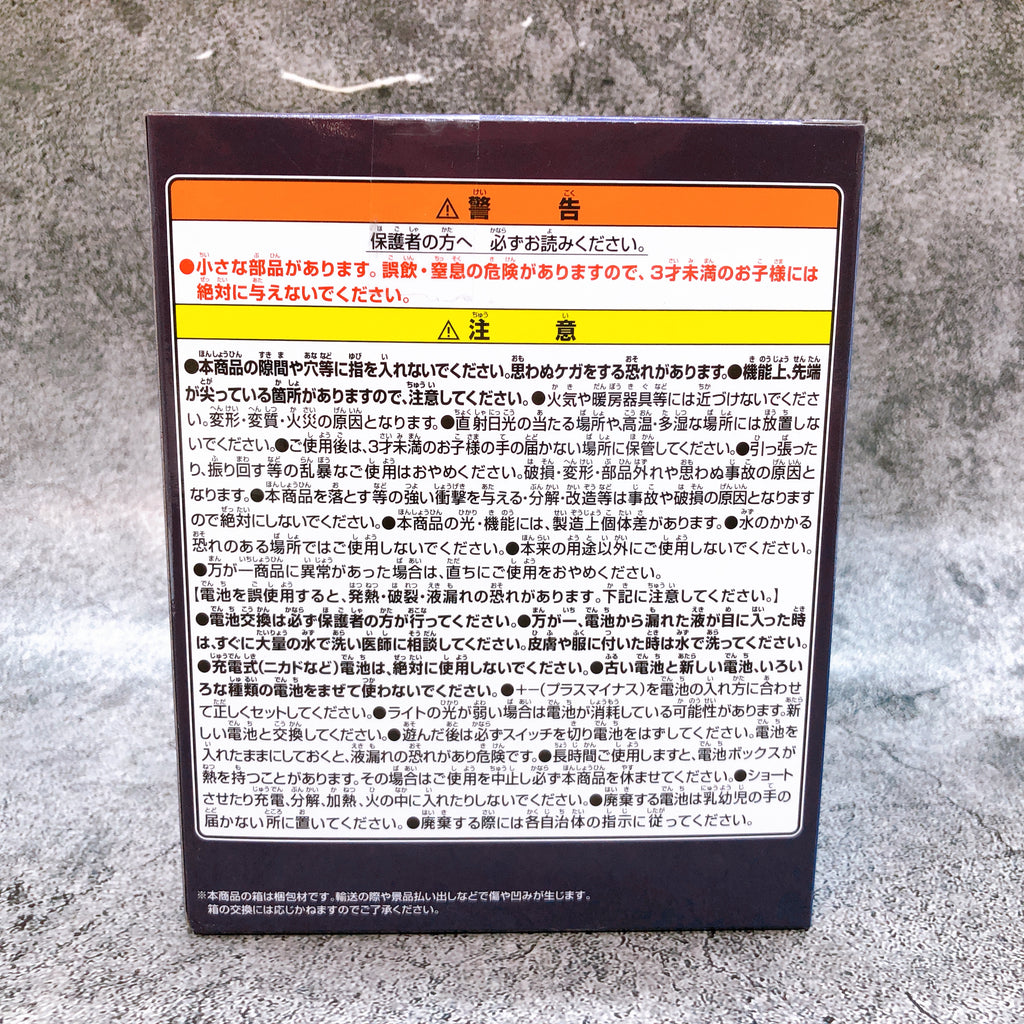 ⚠警告
保護者の方へ 必ずお読みください。
●小さな部品があります。誤飲・窒息の危険がありますので、3才未満のお子様には
絶対に与えないでください。
⚠注意
●本商品の隙間や穴等に指を入れないでください。思わぬケガをする恐れがあります。●機能上、先端
が尖っている箇所がありますので、注意してください。●火気や暖房器具等には近づけないでくださ
い。変形・変質・火災の原因となります。●直射日光の当たる場所や、高温・多湿な場所には放置しな
いでください。●ご使用後は、3才未満のお子様の手の届かない場所に保管してください。●引っ張った
り、振り回す等の乱暴なご使用はおやめください。破損・変形・部品外れや思わぬ事故の原因と
なります。●本商品を落とす等の強い衝撃を与える・分解・改造等は事故や破損の原因となります
ので絶対にしないでください。●本商品のひかり・機能には、製造上個体差があります。●水のかかる
恐れのある場所ではご使用しないでください。●本来の用途以外にご使用しないでください。
●万が一商品に異常があった場合は、直ちにご使用をおやめください。
【電池を誤使用すると、発熱・破裂・液漏れの恐れがあります。下記に注意してください。】
●電池交換は必ず保護者の方が行ってください。●万が一、電池から漏れた液が目に入った時
は、すぐに大量の水で洗い医師に相談してください。皮膚や服に付いた時は水で洗ってください。
●充電式(ニカドなど)電池は、絶対に使用しないでください。●古い電池と新しい電池、いろい
ろな種類の電池をまぜて使わないでください。●+−(プラスマイナス)を電池の入れ方に合わせ
て正しくセットしてください。●ライトの光が弱い場合は電池が消耗している可能性があります。新
しい電池と交換してください。●遊んだ後は必ずスイッチを切り電池をはずしてください。電池を
入れたままにしておくと、液漏れの恐れがあり危険です。●長時間ご使用しますと、電池ボックスが
熱を持つことがあります。その場合はご使用を中止し必ず本商品を休ませてください。●ショート
させたり充電、分解、加熱、火の中に入れたりしないでください。●廃棄する電池は乳幼児の手の
届かない所に置いてください。●廃棄する際には各自治体の指示に従ってください。
※本商品の箱は梱包材です。輸送の際や景品払い出しなどで傷や凹みが生じます。
箱の交換には応じかねますのでご了承ください。